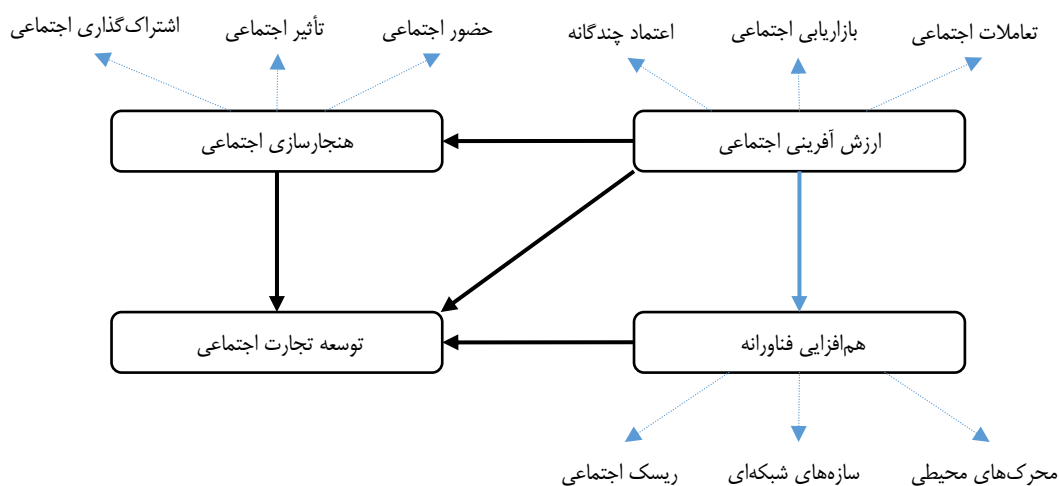 تعاملات اجتماعی
بازاریابی اجتماعی
اعتماد چندگانه
حضور اجتماعی
تأثیر اجتماعی
اشتراک‌گذاری اجتماعی
ارزش آفرینی اجتماعی
هنجارسازی اجتماعی
هم‌افزایی فناورانه
توسعه تجارت اجتماعی
محرک‌های محیطی
سازه‌های شبکه‌ای
ریسک اجتماعی